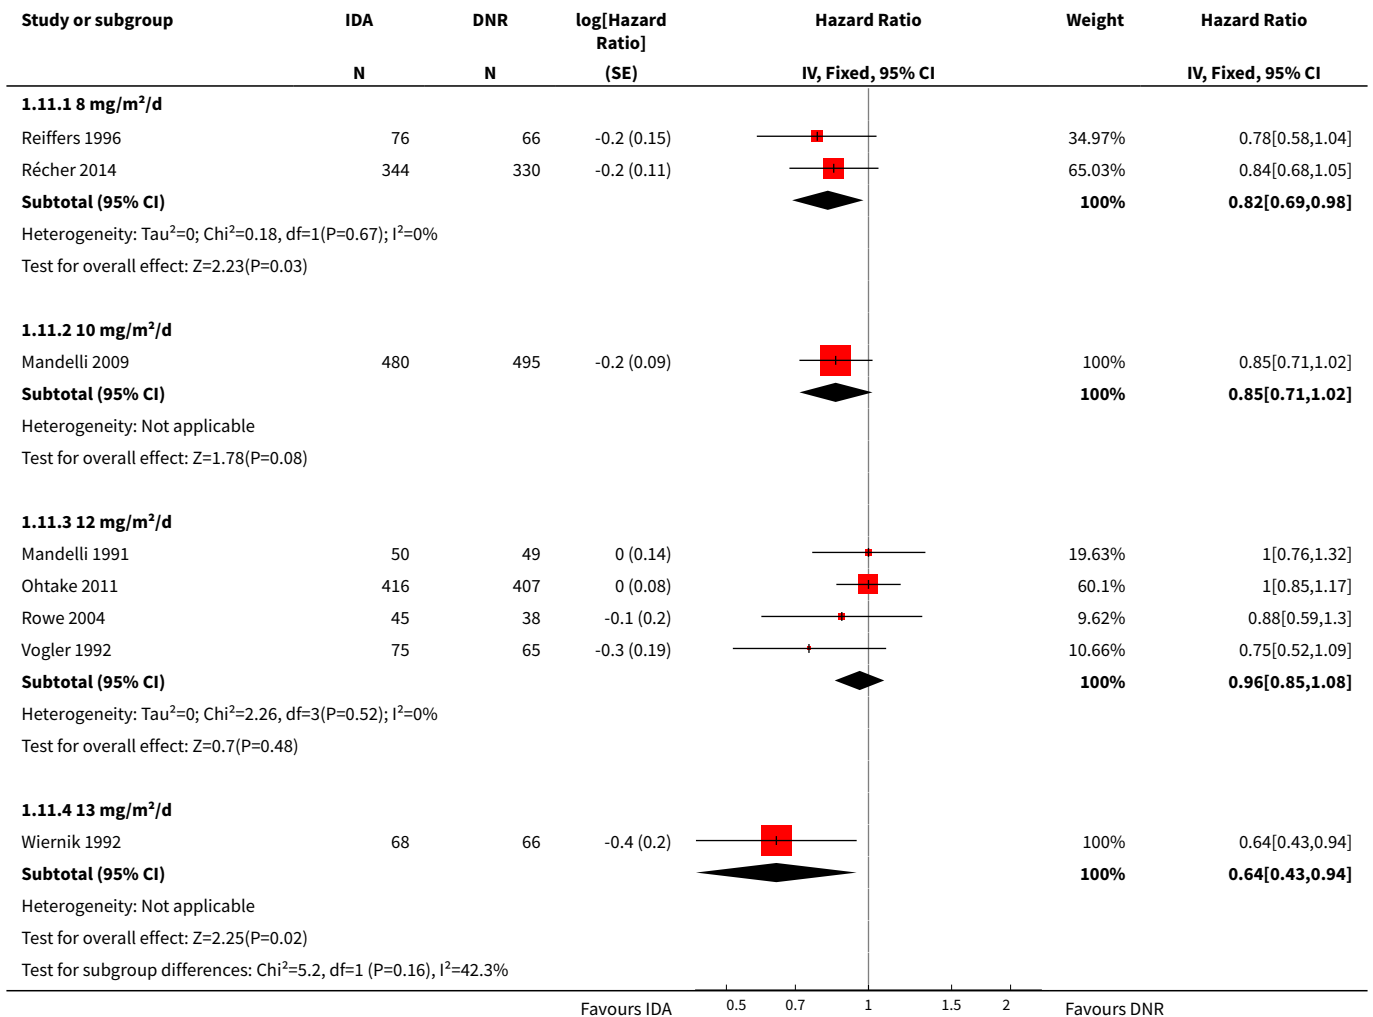 Study or subgroup IDA DNR log[Hazard Ratio] Hazard Ratio Weight Hazard Ratio
N N (SE) IV, Fixed, 95% CI IV, Fixed, 95% CI
1.11.1 8 mg/m²/d
Reiffers 1996 76 66 -0.2 (0.15) 34.97% 0.78[0.58,1.04]
Récher 2014 344 330 -0.2 (0.11) 65.03% 0.84[0.68,1.05]
Subtotal (95% CI) 100% 0.82[0.69,0.98]
Heterogeneity: Tau²=0; Chi²=0.18, df=1(P=0.67); I²=0%
Test for overall effect: Z=2.23(P=0.03)
1.11.2 10 mg/m²/d
Mandelli 2009 480 495 -0.2 (0.09) 100% 0.85[0.71,1.02]
Subtotal (95% CI) 100% 0.85[0.71,1.02]
Heterogeneity: Not applicable
Test for overall effect: Z=1.78(P=0.08)
1.11.3 12 mg/m²/d
Mandelli 1991 50 49 0 (0.14) 19.63% 1[0.76,1.32]
Ohtake 2011 416 407 0 (0.08) 60.1% 1[0.85,1.17]
Rowe 2004 45 38 -0.1 (0.2) 9.62% 0.88[0.59,1.3]
Vogler 1992 75 65 -0.3 (0.19) 10.66% 0.75[0.52,1.09]
Subtotal (95% CI) 100% 0.96[0.85,1.08]
Heterogeneity: Tau²=0; Chi²=2.26, df=3(P=0.52); I²=0%
Test for overall effect: Z=0.7(P=0.48)
1.11.4 13 mg/m²/d
Wiernik 1992 68 66 -0.4 (0.2) 100% 0.64[0.43,0.94]
Subtotal (95% CI) 100% 0.64[0.43,0.94]
Heterogeneity: Not applicable
Test for overall effect: Z=2.25(P=0.02)
Test for subgroup differences: Chi²=5.2, df=1 (P=0.16), I²=42.3%
Favours IDA 0.5 0.7 1 1.5 2 Favours DNR